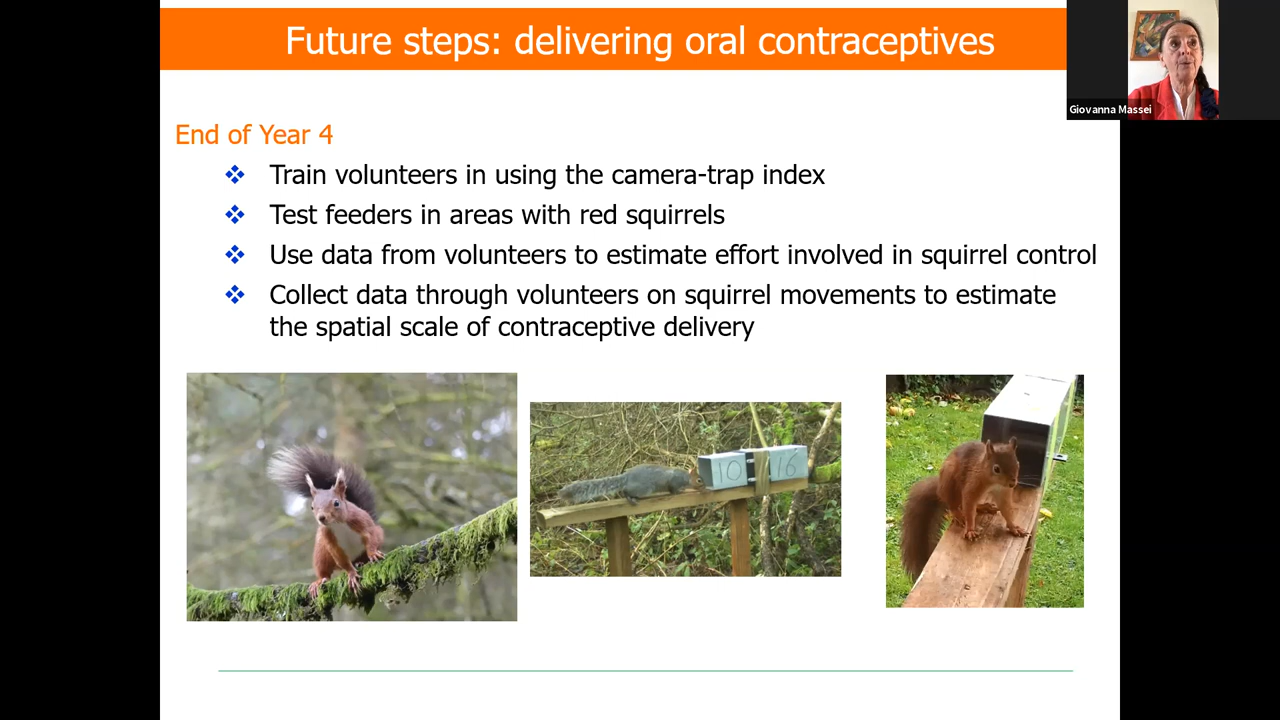 Future steps: delivering oral contraceptives
Giovanna Massei
End of Year 4
Train volunteers in using the camera-trap index
Test feeders in areas with red squirrels
Use data from volunteers to estimate effort involved in squirrel control
Collect data through volunteers on squirrel movements to estimate
the spatial scale of contraceptive delivery
10 16